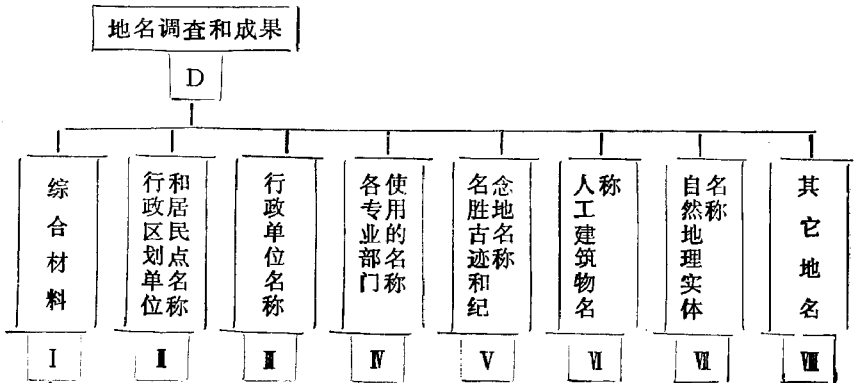 地名调查和成果
D
综合材料
行政区划单位
和居民点名称
行政单位名称
各专业部门
使用的名称
名胜古迹和纪
念地名称
人工建筑物名
称
自然地理实体
名称
其它地名
Ⅰ
Ⅱ
Ⅲ
Ⅳ
Ⅴ
Ⅵ
Ⅶ
Ⅷ